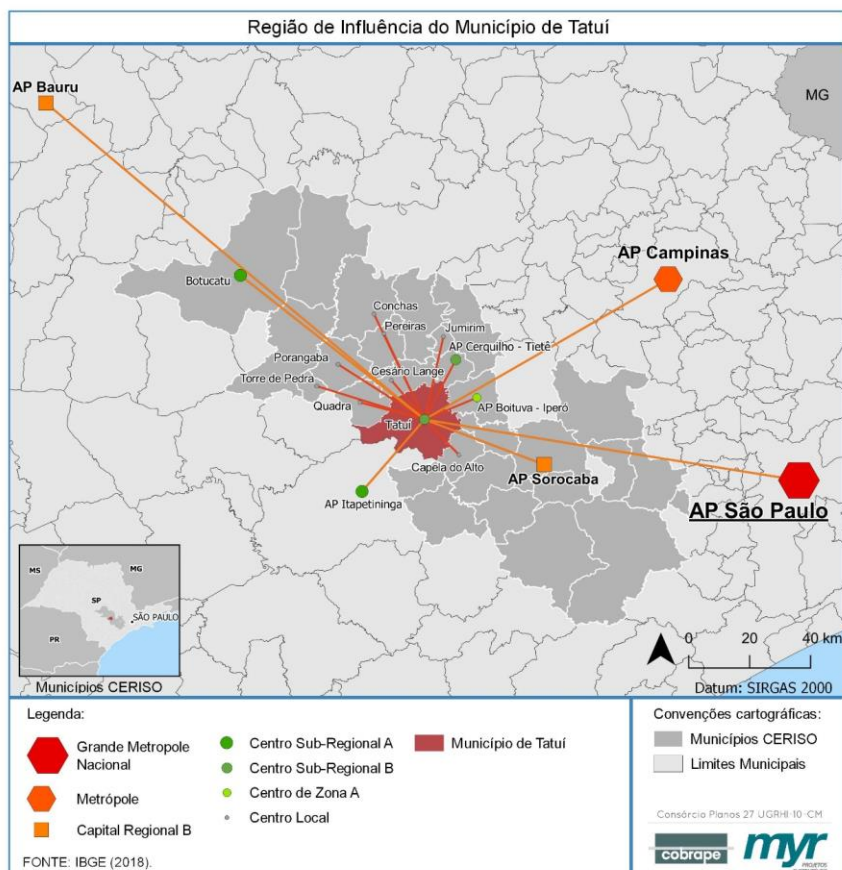 Região de Influência do Município de Tatuí
AP Bauru
MG
AP Campinas
Botucatu
Conchas
Pereiras
Jumirim
AP Cerquilho - Tietê
Porangaba
Cesário Lange
Torre de Pedra
Quadra
AP Boituva - Iperó
Tatuí
Capela do Alto
AP Sorocaba
AP Itapetininga
AP São Paulo
MS
MG
SP
SÃO PAULO
PR
Municípios CERISO
0 20 40 km
Datum: SIRGAS 2000
Legenda:
Grande Metropole
Nacional
Metrópole
Capital Regional B
Centro Sub-Regional A
Centro Sub-Regional B
Centro de Zona A
Centro Local
Município de Tatuí
FONTE: IBGE (2018).
Convenções cartográficas:
Municípios CERISO
Limites Municipais
Consórcio Planos 27 UGRHI-10-CM
cobrape
myr
PROJETOS